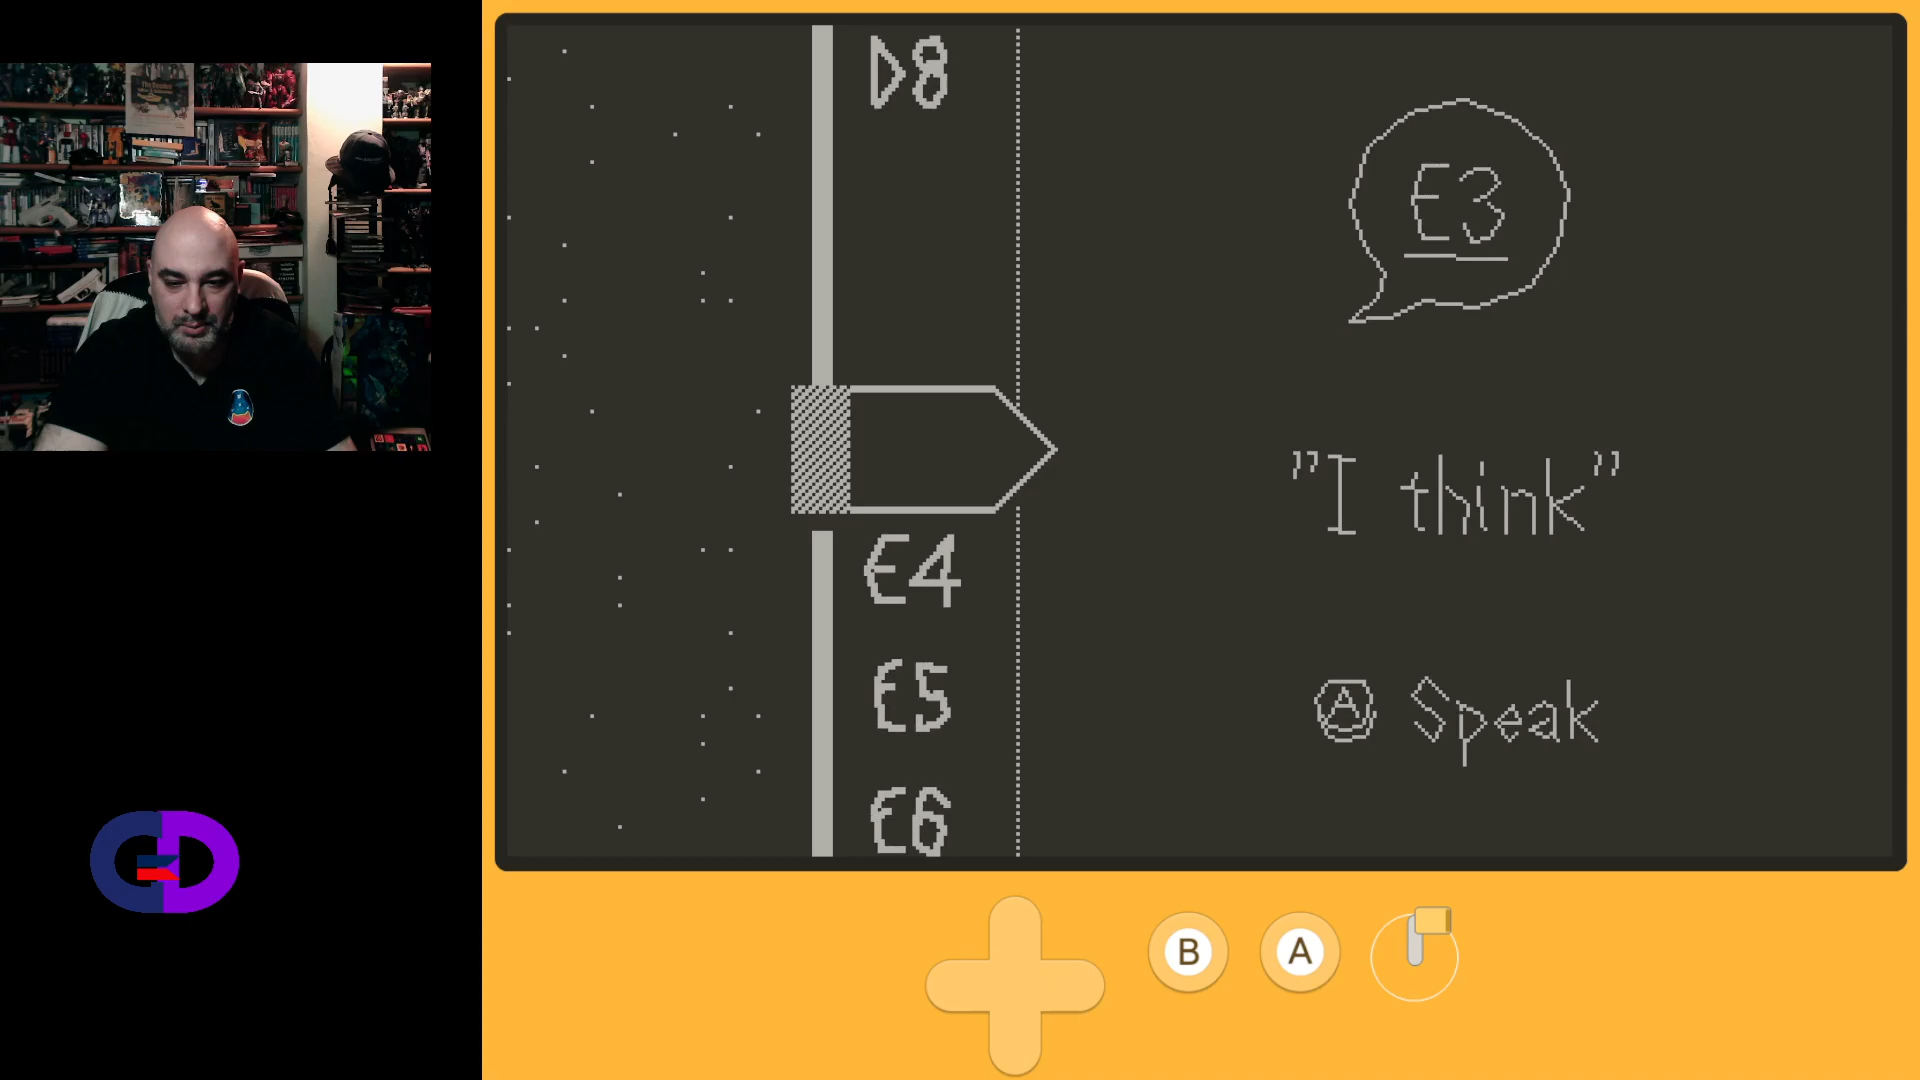 D8
E3
"I think"
E4
E5
Ⓐ Speak
E6
B A